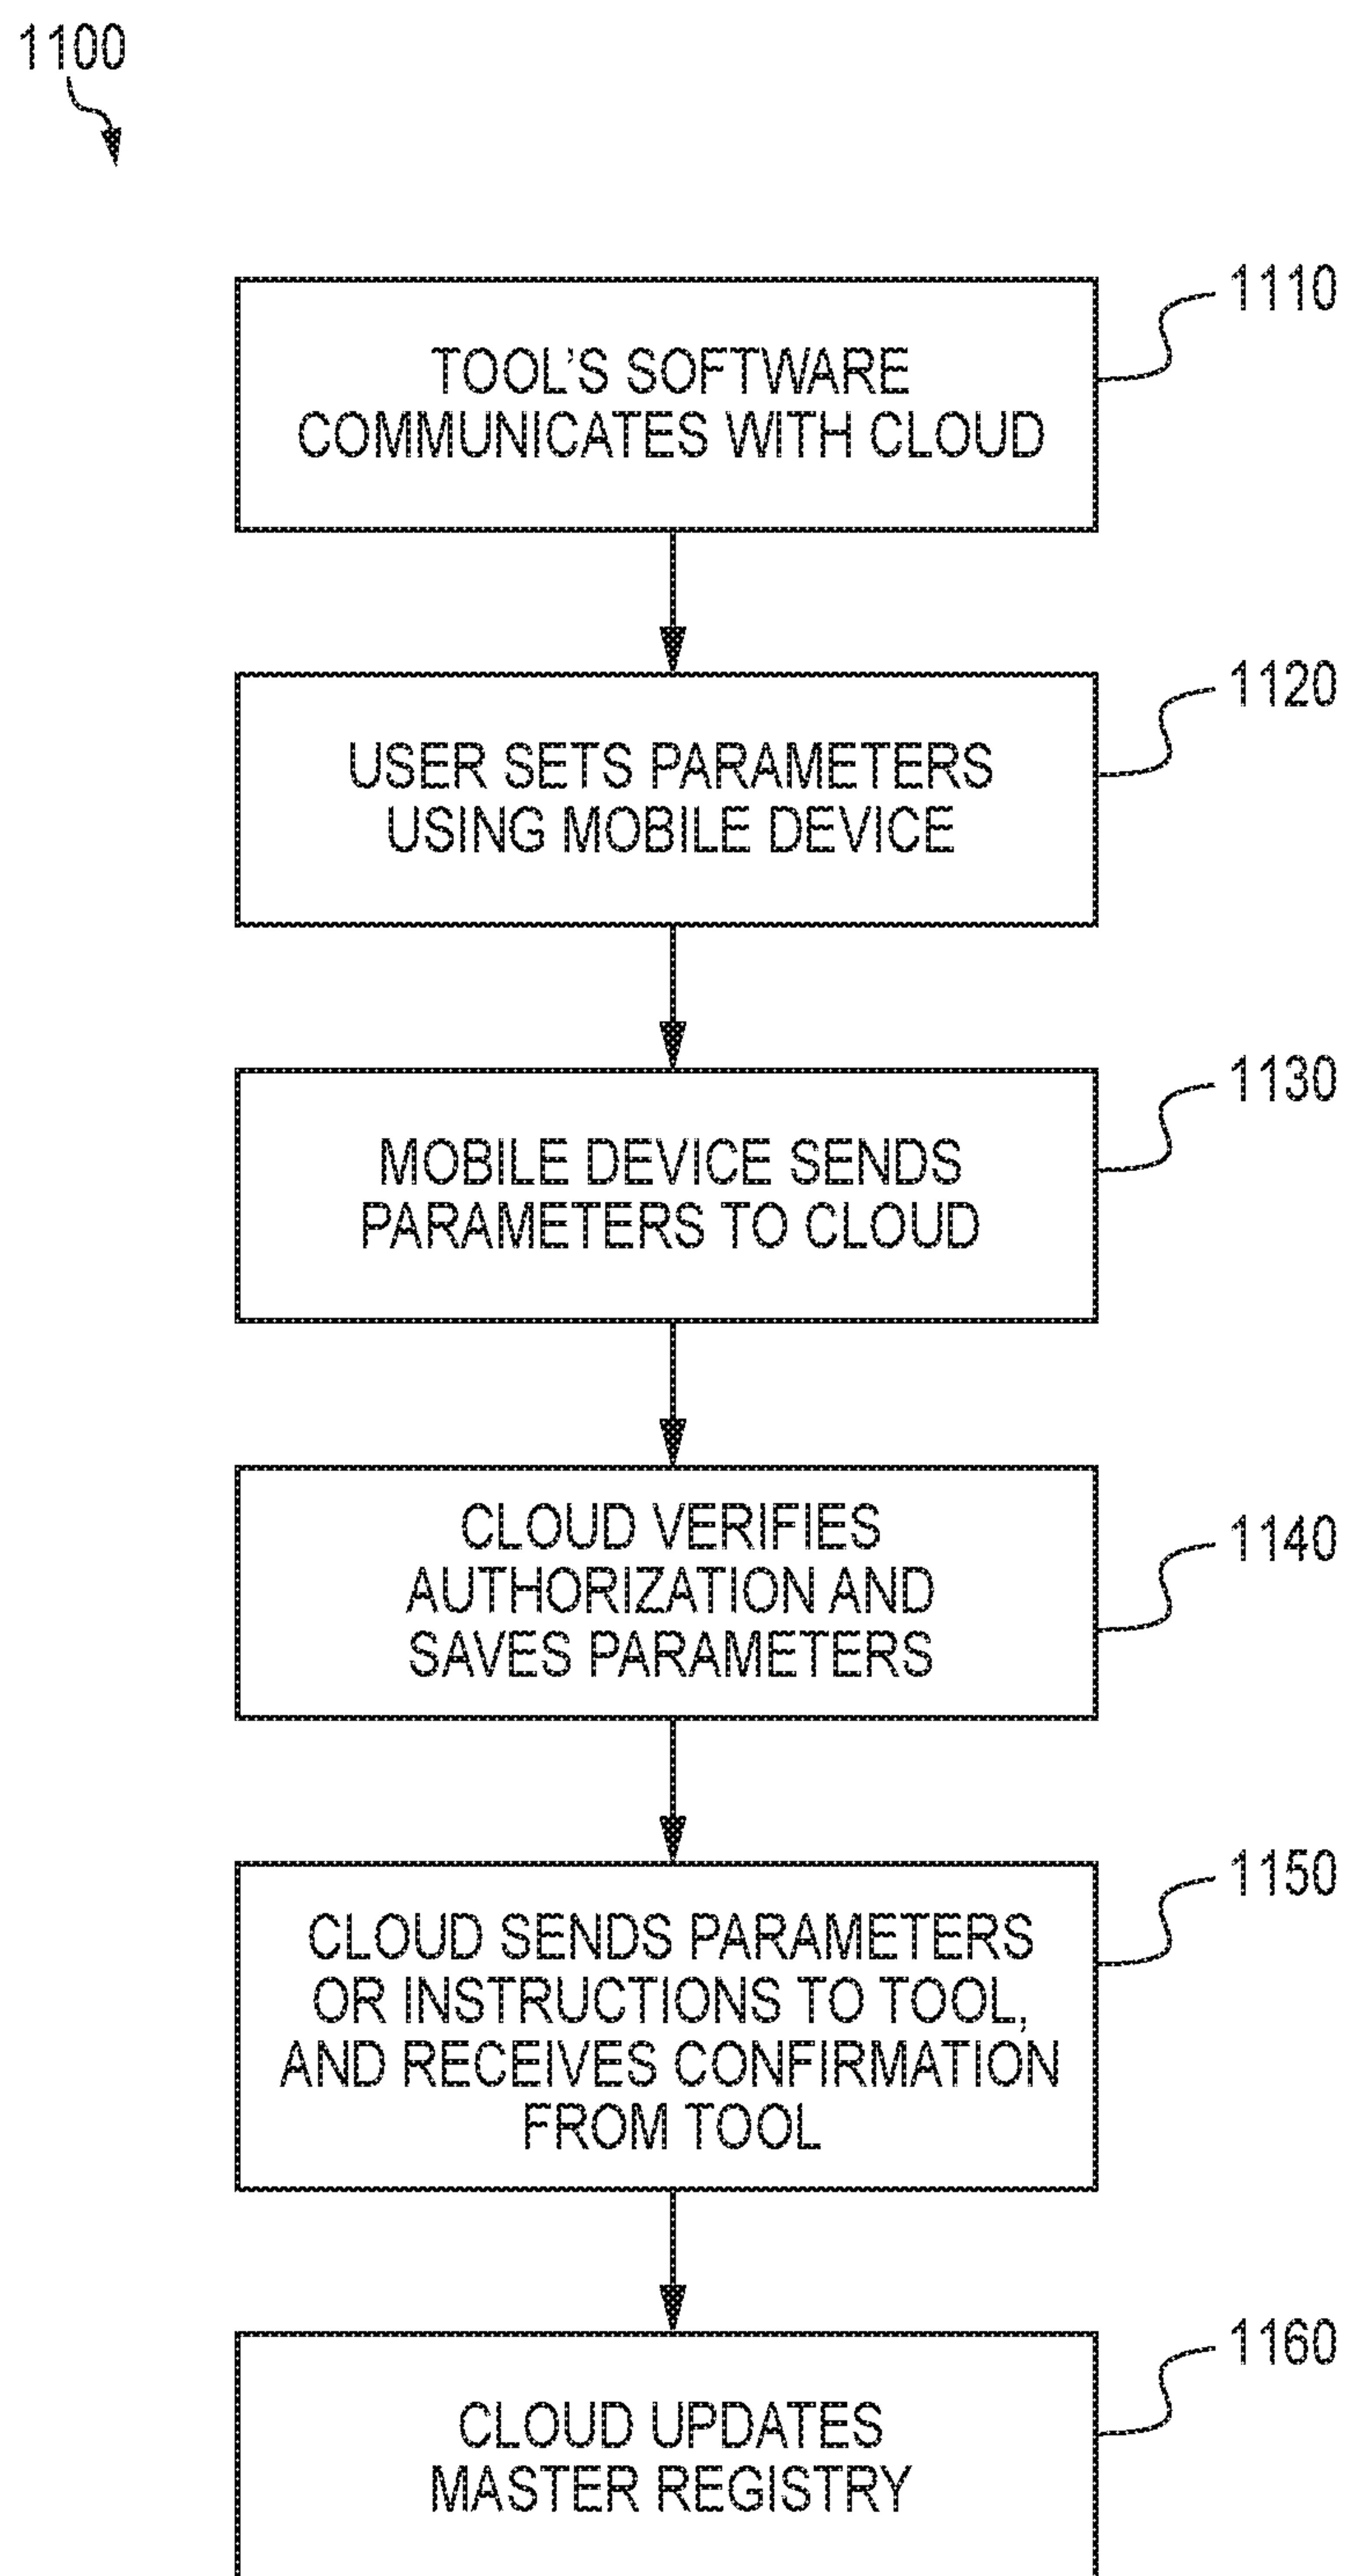 1100
1110
TOOL'S SOFTWARE
COMMUNICATES WITH CLOUD
1120
USER SETS PARAMETERS
USING MOBILE DEVICE
1130
MOBILE DEVICE SENDS
PARAMETERS TO CLOUD
1140
CLOUD VERIFIES
AUTHORIZATION AND
SAVES PARAMETERS
1150
CLOUD SENDS PARAMETERS
OR INSTRUCTIONS TO TOOL,
AND RECEIVES CONFIRMATION
FROM TOOL
1160
CLOUD UPDATES
MASTER REGISTRY